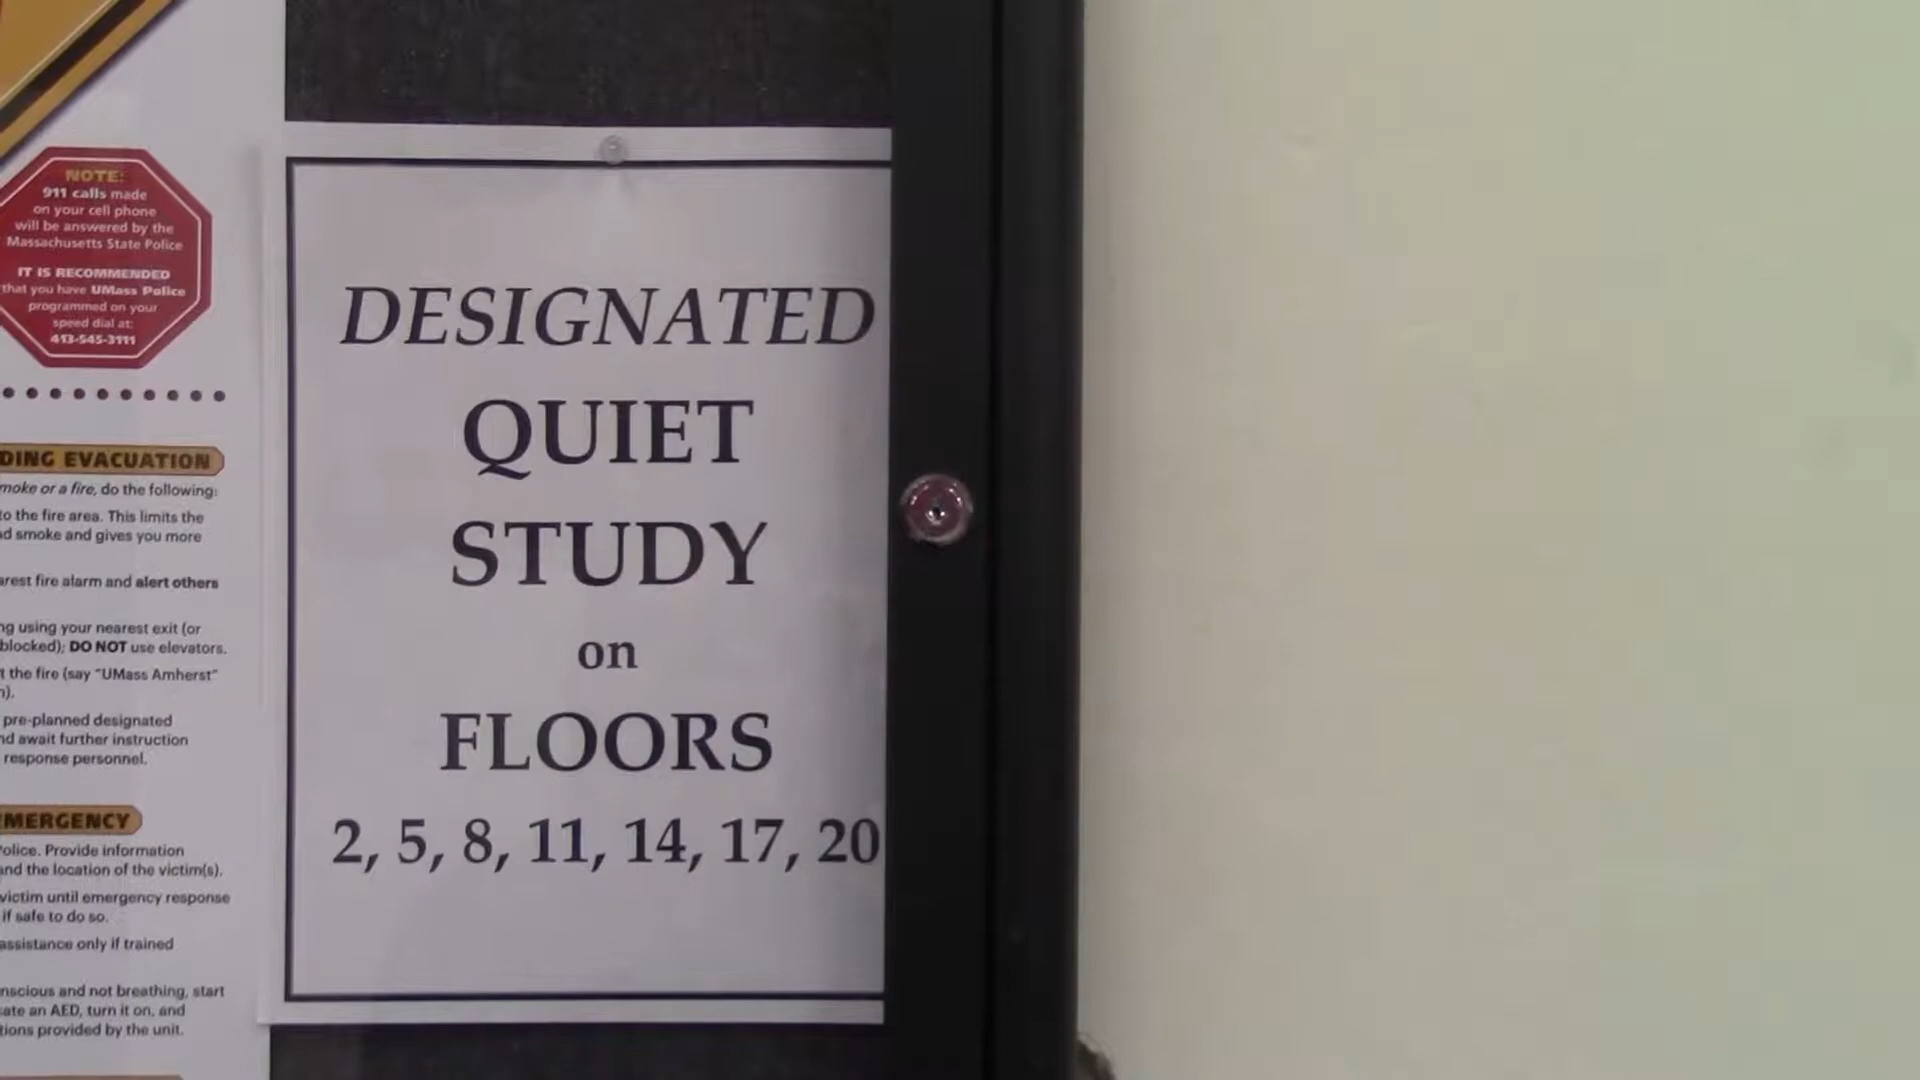 NOTE:
911 calls made
on your cell phone
will be answered by the
Massachusetts State Police
IT IS RECOMMENDED
that you have UMass Police
programmed on your
speed dial at:
413-545-3111
EVACUATION
moke or a fire, do the following:
to the fire area. This limits the
smoke and gives you more
fire alarm and alert others
using your nearest exit (or
blocked); DO NOT use elevators.
the fire (say "UMass Amherst"
pre-planned designated
await further instruction
response personnel.
MERGENCY
Police. Provide information
and the location of the victim(s).
victim until emergency response
if safe to do so.
assistance only if trained
nscious and not breathing, start
an AED, turn it on, and
tions provided by the unit.
DESIGNATED
QUIET
STUDY
on
FLOORS
2, 5, 8, 11, 14, 17, 20